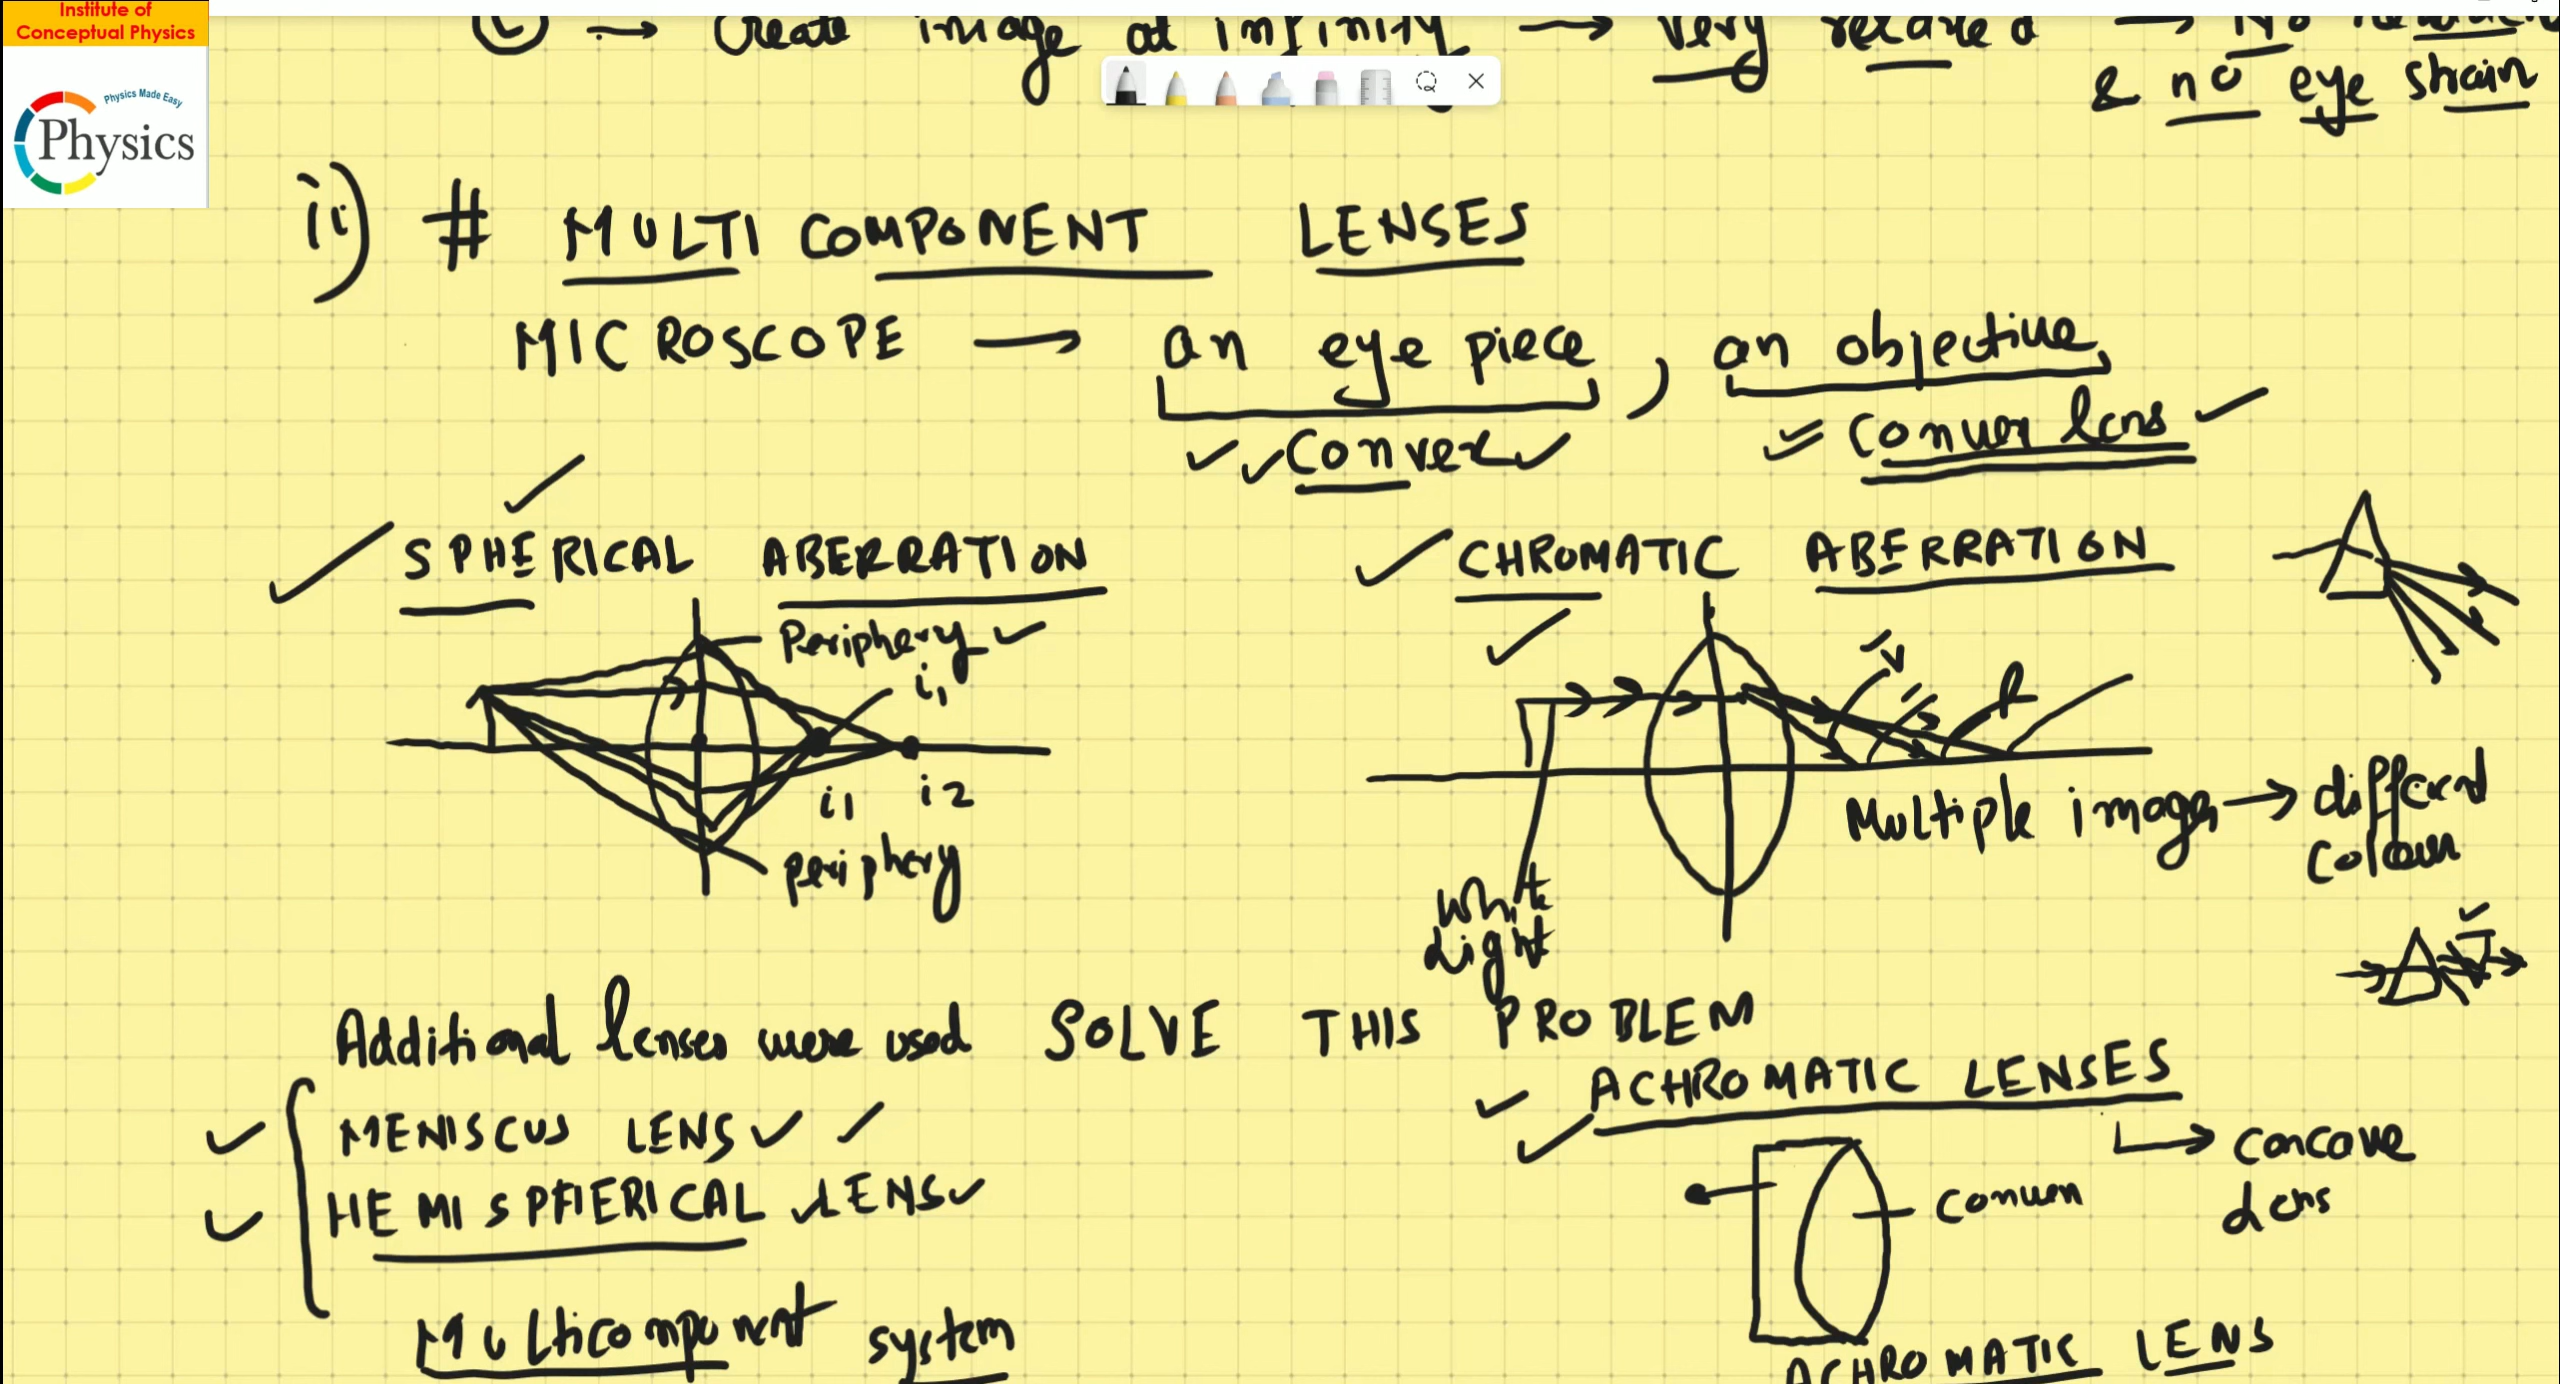 Institute of
Conceptual Physics
Physics Made Easy
Physics
Create image at infinity → very relaxed → No
& no eye strain
ii) # MULTI COMPONENT LENSES
MICROSCOPE → an eye piece, an objective
Convex
Convex lens
SPHERICAL ABERRATION
CHROMATIC ABERRATION
Periphery
i1
i1
i2
periphery
V
Multiple images → different
colour
White
Light
Additional lenses were used SOLVE THIS PROBLEM
MENISCUS LENS
HEMISPHERICAL LENS
Multicomponent system
ACHROMATIC LENSES
Concave
Lens
Convex
ACHROMATIC LENS